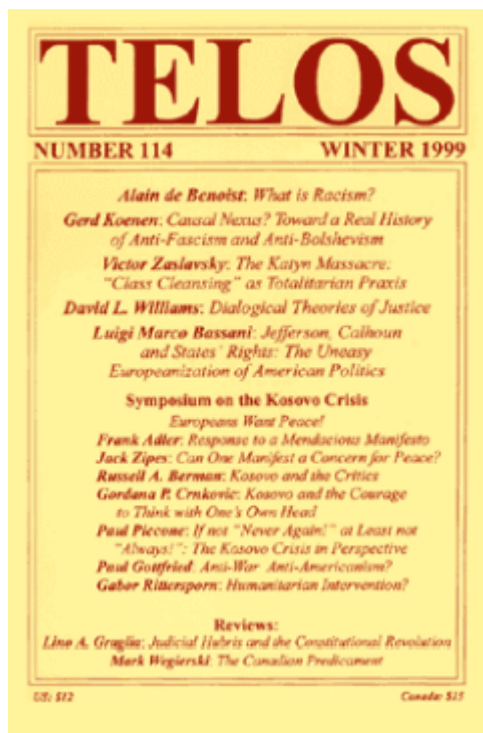 TELOS
NUMBER 114 WINTER 1999
Alain de Benoist: What is Racism?
Gerd Koenen: Causal Nexus? Toward a Real History
of Anti-Fascism and Anti-Bolshevism
Victor Zaslavsky: The Katyn Massacre:
"Class Cleansing" as Totalitarian Praxis
David L. Williams: Dialogical Theories of Justice
Luigi Marco Bassani: Jefferson, Calhoun
and States' Rights: The Uneasy
Europeanization of American Politics
Symposium on the Kosovo Crisis
Europeans Want Peace!
Frank Adler: Response to a Mendacious Manifesto
Jack Zipes: Can One Manifest a Concern for Peace?
Russell A. Berman: Kosovo and the Critics
Gordana P. Crnkovic: Kosovo and the Courage
to Think with One's Own Head
Paul Piccone: If not "Never Again!" at Least not
"Always!": The Kosovo Crisis in Perspective
Paul Gottfried: Anti-War Anti-Americanism?
Gabor Rittersporn: Humanitarian Intervention?
Reviews:
Lino A. Graglia: Judicial Hubris and the Constitutional Revolution
Mark Wegierski: The Canadian Predicament
US: $12 Canada: $15